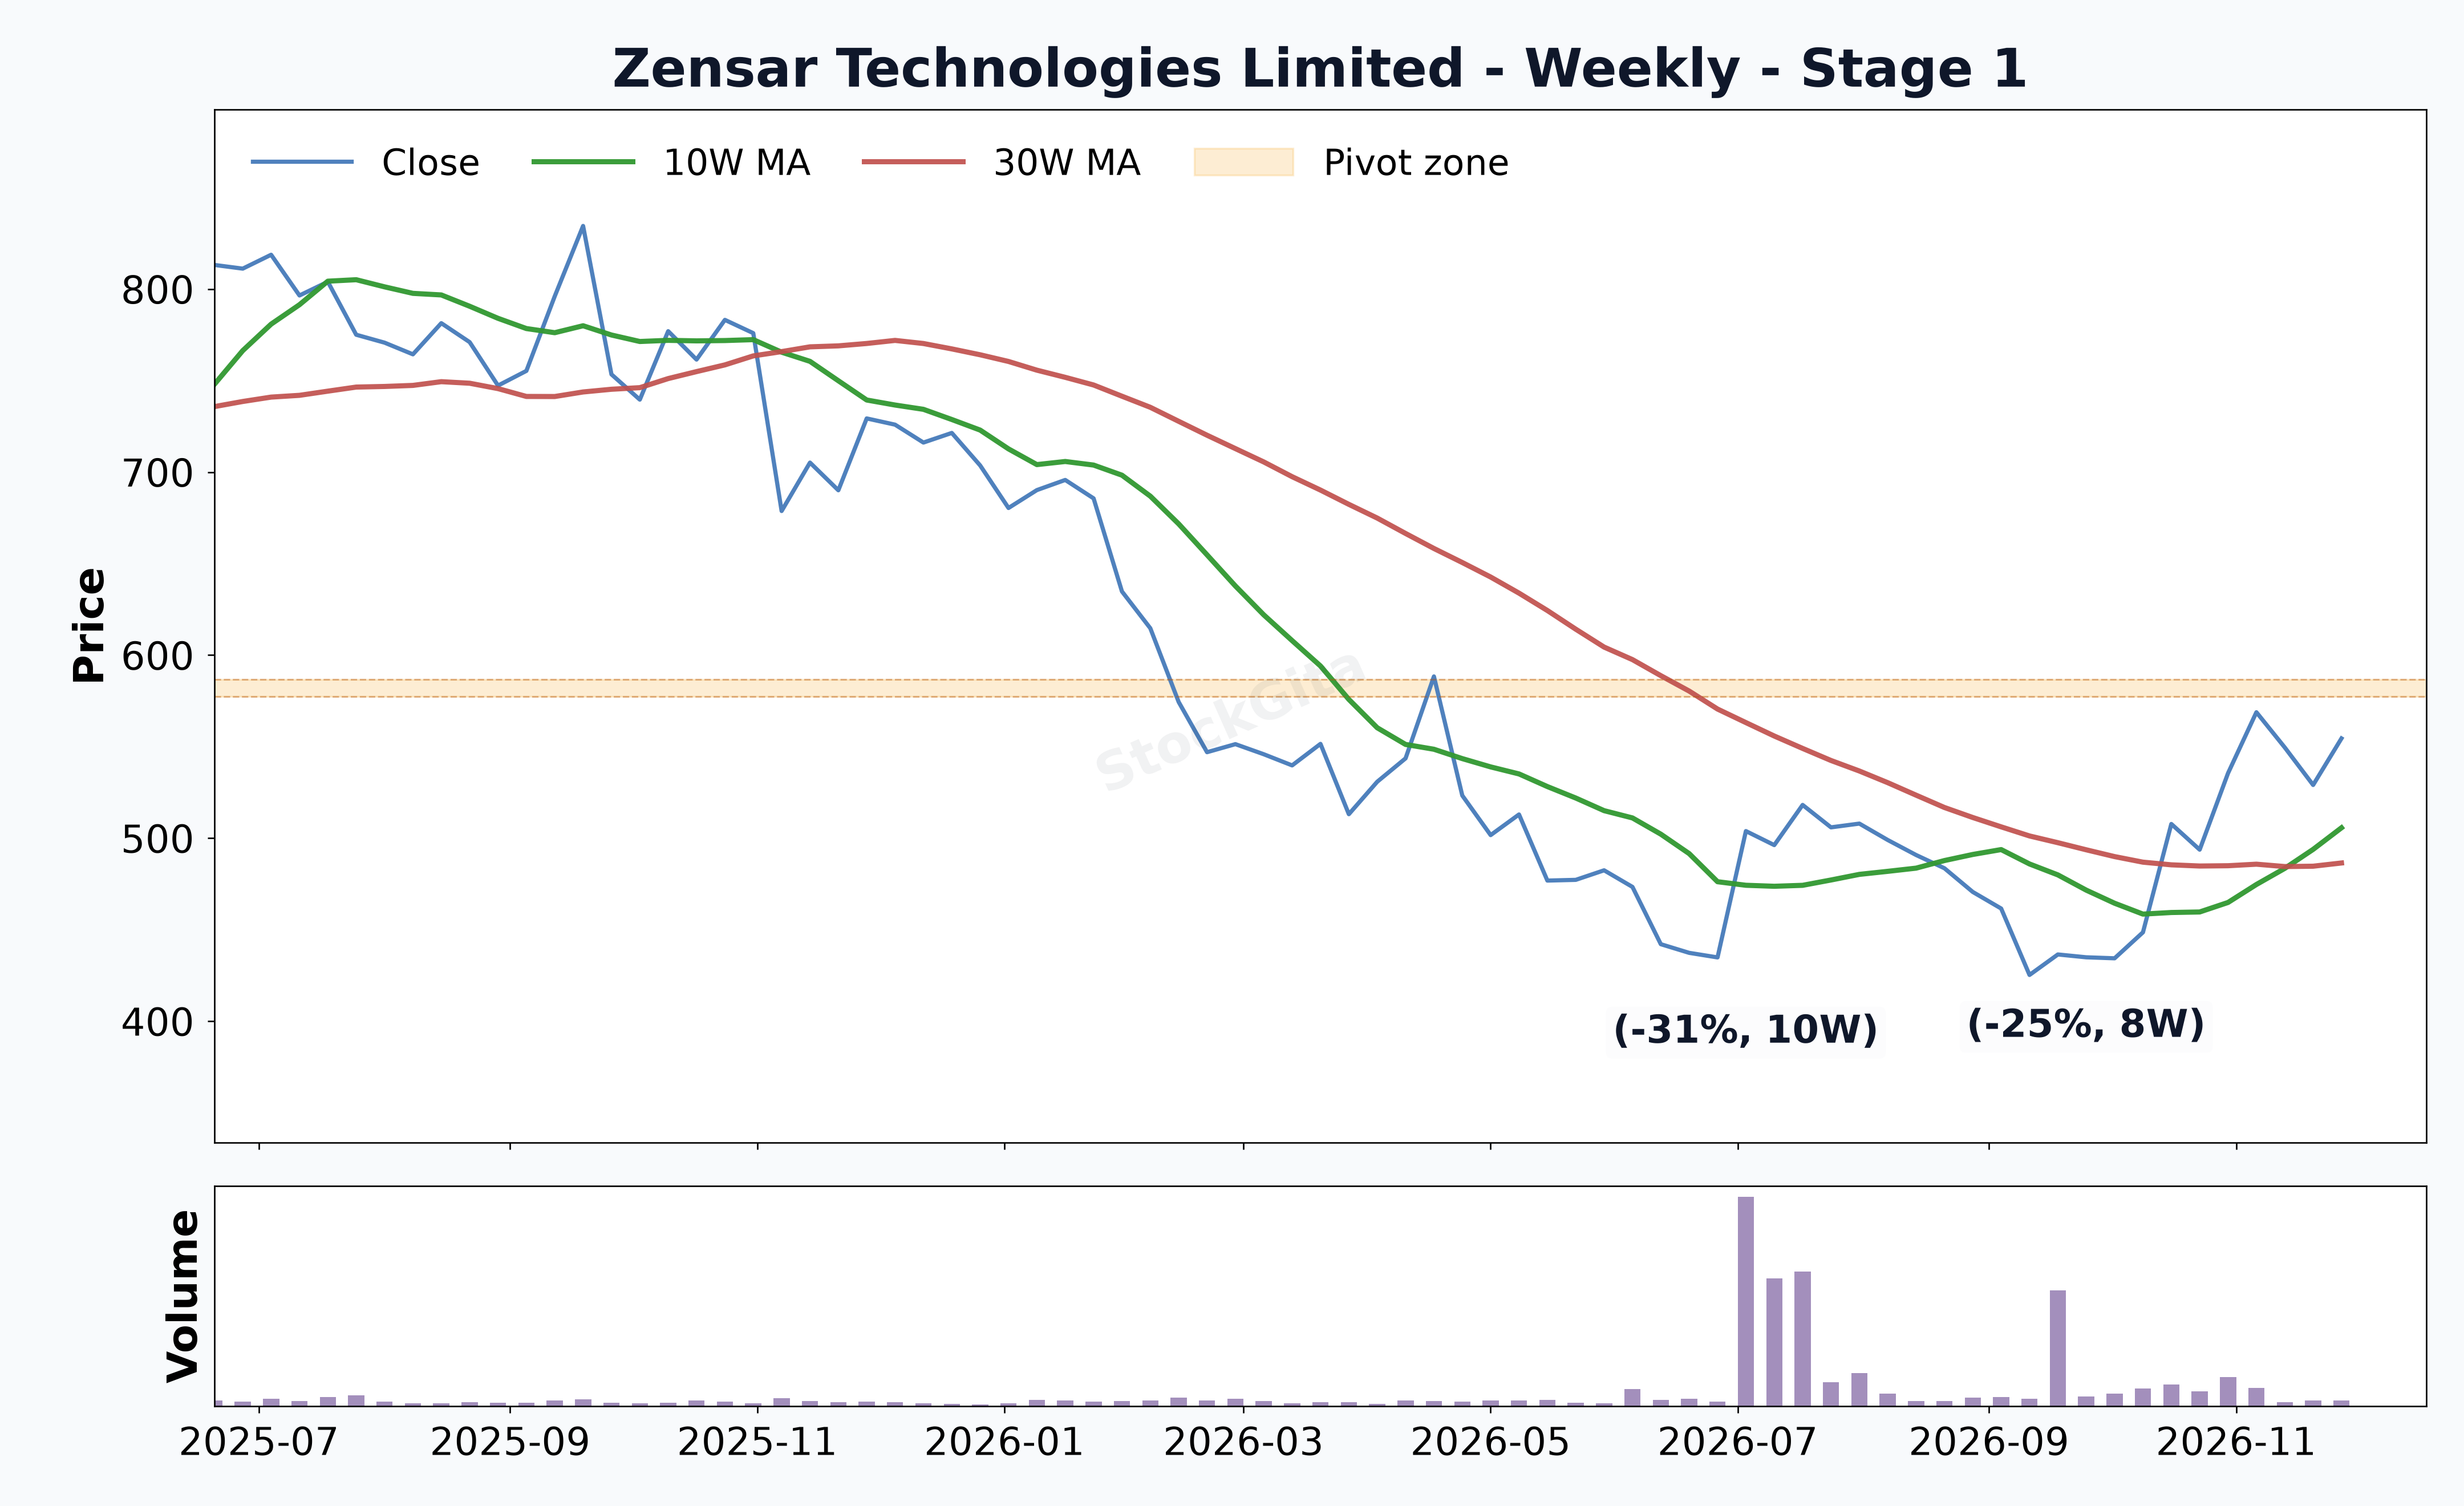 Zensar Technologies Limited - Weekly - Stage 1
Close 10W MA 30W MA Pivot zone
Price
800
700
600
500
400
StockGita
(-31%, 10W) (-25%, 8W)
Volume
2025-07 2025-09 2025-11 2026-01 2026-03 2026-05 2026-07 2026-09 2026-11